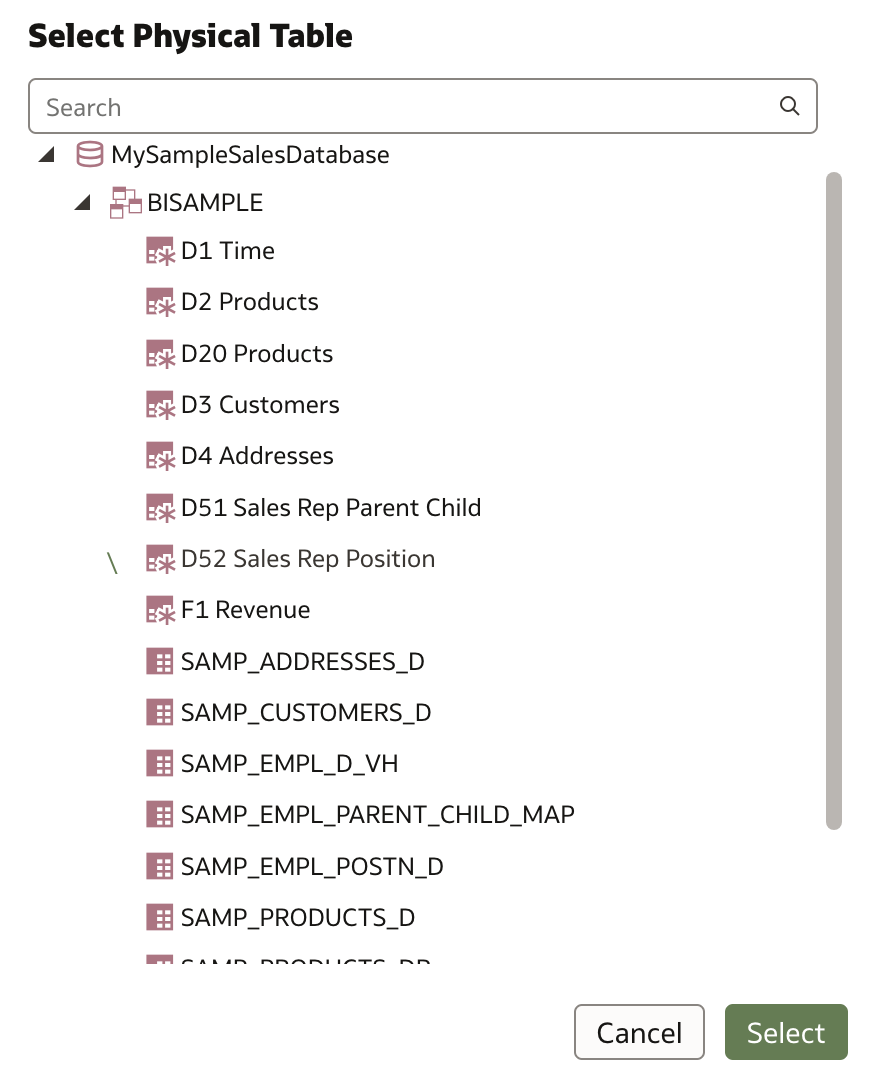 Select Physical Table
Search
MySampleSalesDatabase
BISAMPLE
D1 Time
D2 Products
D20 Products
D3 Customers
D4 Addresses
D51 Sales Rep Parent Child
\ D52 Sales Rep Position
F1 Revenue
SAMP_ADDRESSES_D
SAMP_CUSTOMERS_D
SAMP_EMPL_D_VH
SAMP_EMPL_PARENT_CHILD_MAP
SAMP_EMPL_POSTN_D
SAMP_PRODUCTS_D
Cancel Select